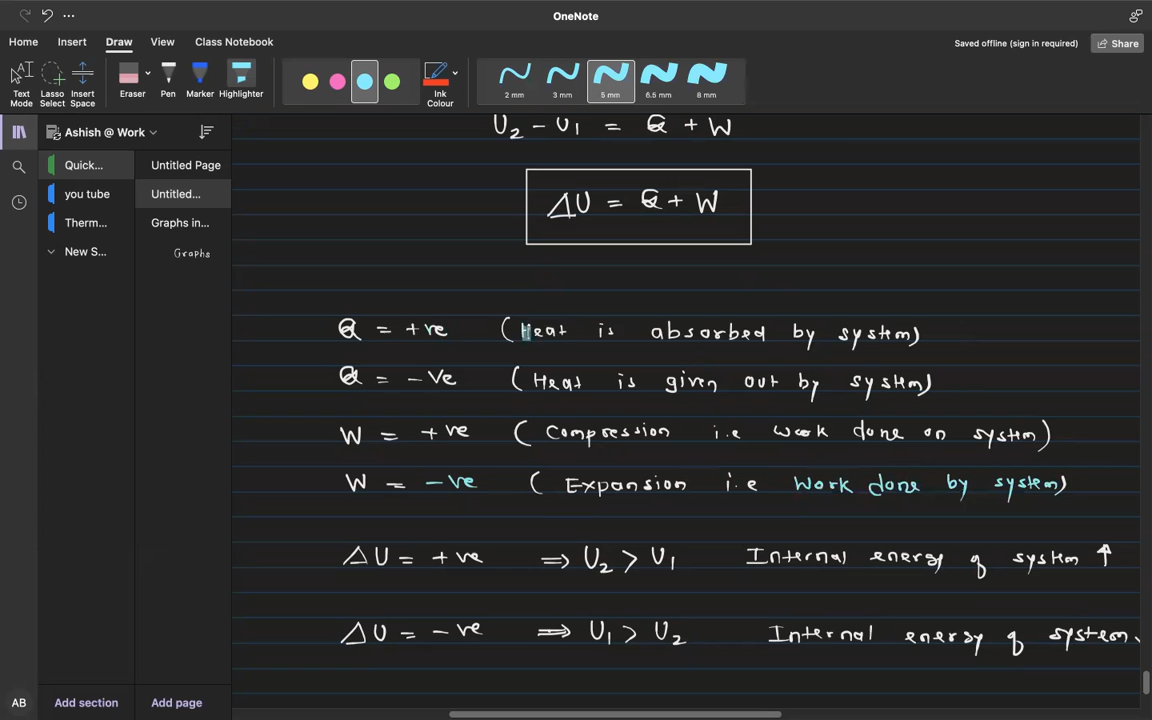 OneNote
Home Insert Draw View Class Notebook
Saved offline (sign in required) Share
Text Mode Lasso Select Insert Space Eraser Pen Marker Highlighter Ink Colour 2 mm 3 mm 5 mm 6.5 mm 8 mm
Ashish @ Work
Quick...
you tube
Therm...
New S...
Untitled Page
Untitled...
Graphs in...
Graphs
U₂ - U₁ = Q + W
ΔU = Q + W
Q = +ve (Heat is absorbed by system)
Q = -ve (Heat is given out by system)
W = +ve (Compression i.e work done on system)
W = -ve (Expansion i.e work done by system)
ΔU = +ve ⟹ U₂ > U₁ Internal energy of system ↑
ΔU = -ve ⟹ U₁ > U₂ Internal energy of system
AB Add section Add page